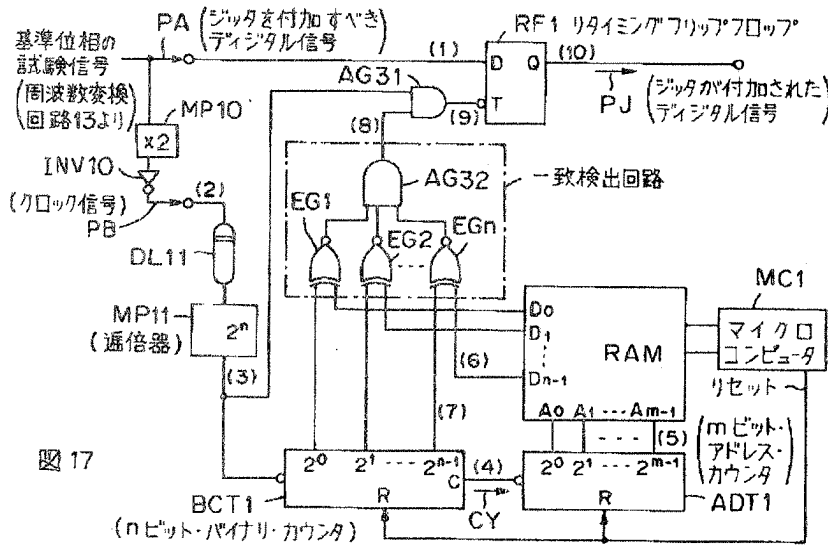 PA (ジッタを付加すべき
ディジタル信号)
基準位相の
試験信号
(周波数変換
回路13より)
(1)
RF1 リタイミングフリップフロップ
D Q
T
(10)
PJ (ジッタが付加された
ディジタル信号)
AG31
(9)
(8)
MP10
×2
INV10
(2)
(クロック信号)
PB
DL11
MP11
(逓倍器)
2ⁿ
(3)
AG32
一致検出回路
EG1
EG2
EGn
D0
D1
Dn-1
RAM
A0 A1 ··· Am-1
MC1
マイクロ
コンピュータ
リセット
(6)
(7)
(5)
(mビット・
アドレス・
カウンタ)
2⁰ 2¹ ---- 2ⁿ⁻¹
C
R
(4)
CY
2⁰ 2¹ ··· 2ᵐ⁻¹
R
ADT1
BCT1
(nビット・バイナリ・カウンタ)
図17